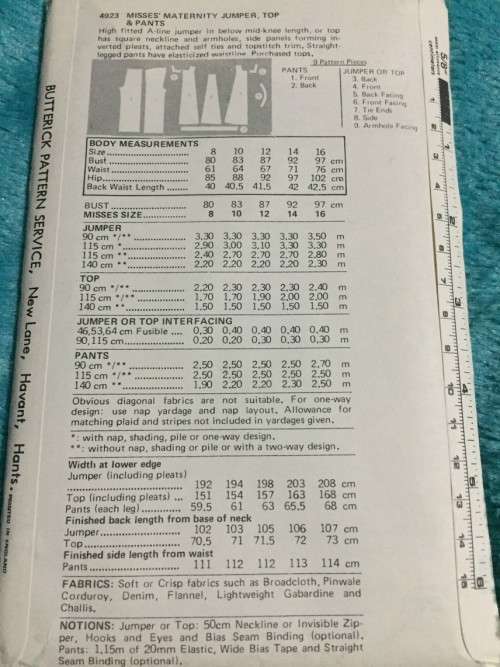 4923 MISSES' MATERNITY JUMPER, TOP
& PANTS
High fitted A-line jumper in below mid-knee length, or top
has square neckline and armholes, side panels forming in-
verted pleats, attached self ties and topstitch trim. Straight-
legged pants have elasticized waistline. Purchased tops.
9 Pattern Pieces
PANTS
1. Front
2. Back
JUMPER OR TOP
3. Back
4. Front
5. Back Facing
6. Front Facing
7. Tie Ends
8. Side
9. Armhole Facing
BODY MEASUREMENTS
Size 8 10 12 14 16
Bust 80 83 87 92 97 cm
Waist 61 64 67 71 76 cm
Hip 85 88 92 97 102 cm
Back Waist Length 40 40,5 41,5 42 42,5 cm
BUST 80 83 87 92 97 cm
MISSES SIZE 8 10 12 14 16
JUMPER
90 cm */** 3,30 3,30 3,30 3,30 3,50 m
115 cm * 2,90 3,00 3,10 3,30 3,30 m
115 cm ** 2,40 2,70 2,70 2,70 2,80 m
140 cm ** 2,20 2,20 2,20 2,20 2,30 m
TOP
90 cm */** 2,20 2,30 2,30 2,30 2,40 m
115 cm */** 1,70 1,70 1,90 2,00 2,00 m
140 cm ** 1,50 1,50 1,50 1,50 1,50 m
JUMPER OR TOP INTERFACING
46,53,64 cm Fusible 0,30 0,40 0,40 0,40 0,40 m
90, 115 cm 0,20 0,20 0,30 0,30 0,30 m
PANTS
90 cm */** 2,50 2,50 2,50 2,50 2,70 m
115 cm */** 2,50 2,50 2,50 2,50 2,50 m
140 cm ** 1,90 2,20 2,20 2,30 2,50 m
Obvious diagonal fabrics are not suitable. For one-way
design: use nap yardage and nap layout. Allowance for
matching plaid and stripes not included in yardages given.
*: with nap, shading, pile or one-way design.
**: without nap, shading or pile or with a two-way design.
Width at lower edge
Jumper (including pleats)
192 194 198 203 208 cm
Top (including pleats) 151 154 157 163 168 cm
Pants (each leg) 59,5 61 63 65,5 68 cm
Finished back length from base of neck
Jumper 102 103 105 106 107 cm
Top 70,5 71 71,5 72 73 cm
Finished side length from waist
Pants 111 112 112 113 114 cm
FABRICS: Soft or Crisp fabrics such as Broadcloth, Pinwale
Corduroy, Denim, Flannel, Lightweight Gabardine and
Challis.
NOTIONS: Jumper or Top: 50cm Neckline or Invisible Zip-
per, Hooks and Eyes and Bias Seam Binding (optional).
Pants: 1,15m of 20mm Elastic, Wide Bias Tape and Straight
Seam Binding (optional).
BUTTERICK PATTERN SERVICE, New Lane, Havant, Hants. PRINTED IN ENGLAND
5/8"
centimetres